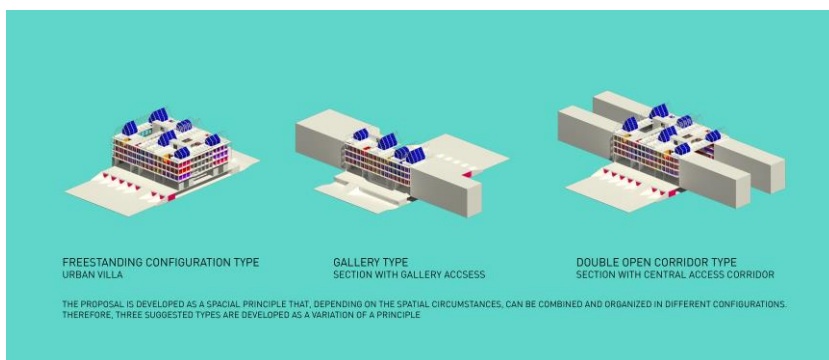 FREESTANDING CONFIGURATION TYPE
URBAN VILLA
GALLERY TYPE
SECTION WITH GALLERY ACCSESS
DOUBLE OPEN CORRIDOR TYPE
SECTION WITH CENTRAL ACCESS CORRIDOR
THE PROPOSAL IS DEVELOPED AS A SPACIAL PRINCIPLE THAT, DEPENDING ON THE SPATIAL CIRCUMSTANCES, CAN BE COMBINED AND ORGANIZED IN DIFFERENT CONFIGURATIONS.
THEREFORE, THREE SUGGESTED TYPES ARE DEVELOPED AS A VARIATION OF A PRINCIPLE